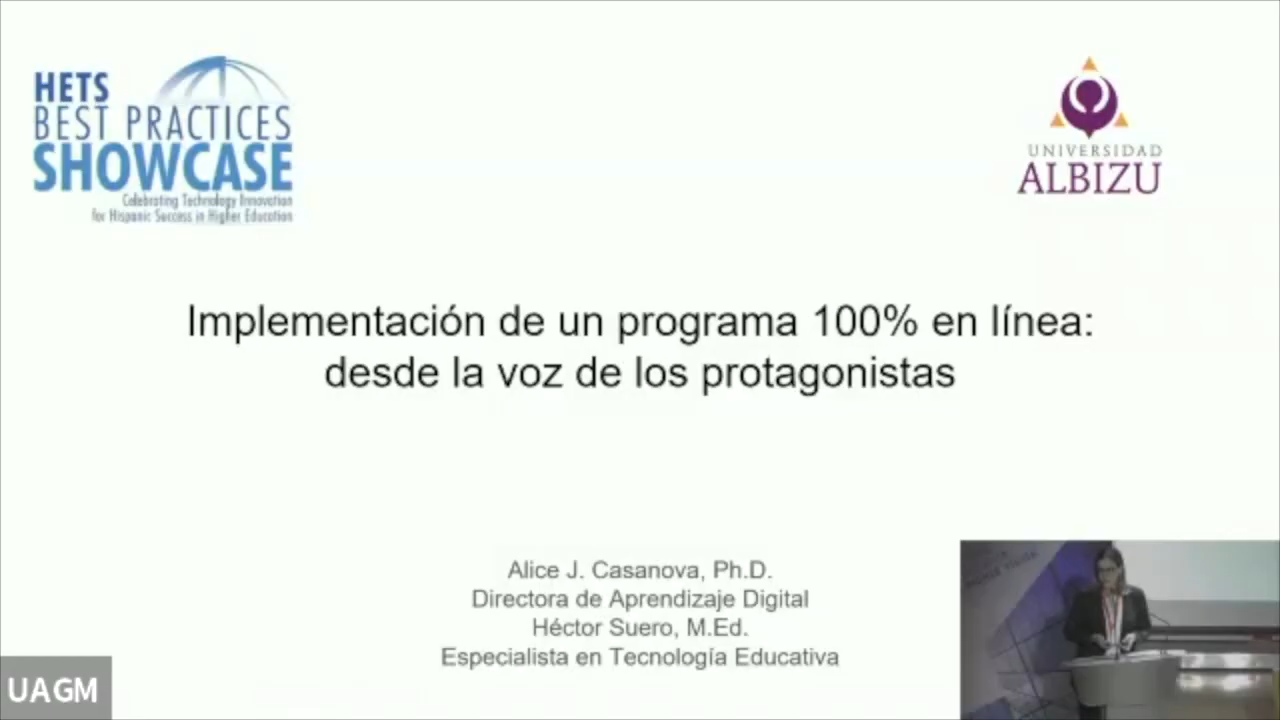 HETS
BEST PRACTICES
SHOWCASE
Celebrating Technology Innovation
for Hispanic Success in Higher Education
UNIVERSIDAD
ALBIZU
Implementación de un programa 100% en línea:
desde la voz de los protagonistas
Alice J. Casanova, Ph.D.
Directora de Aprendizaje Digital
Héctor Suero, M.Ed.
Especialista en Tecnología Educativa
UAGM